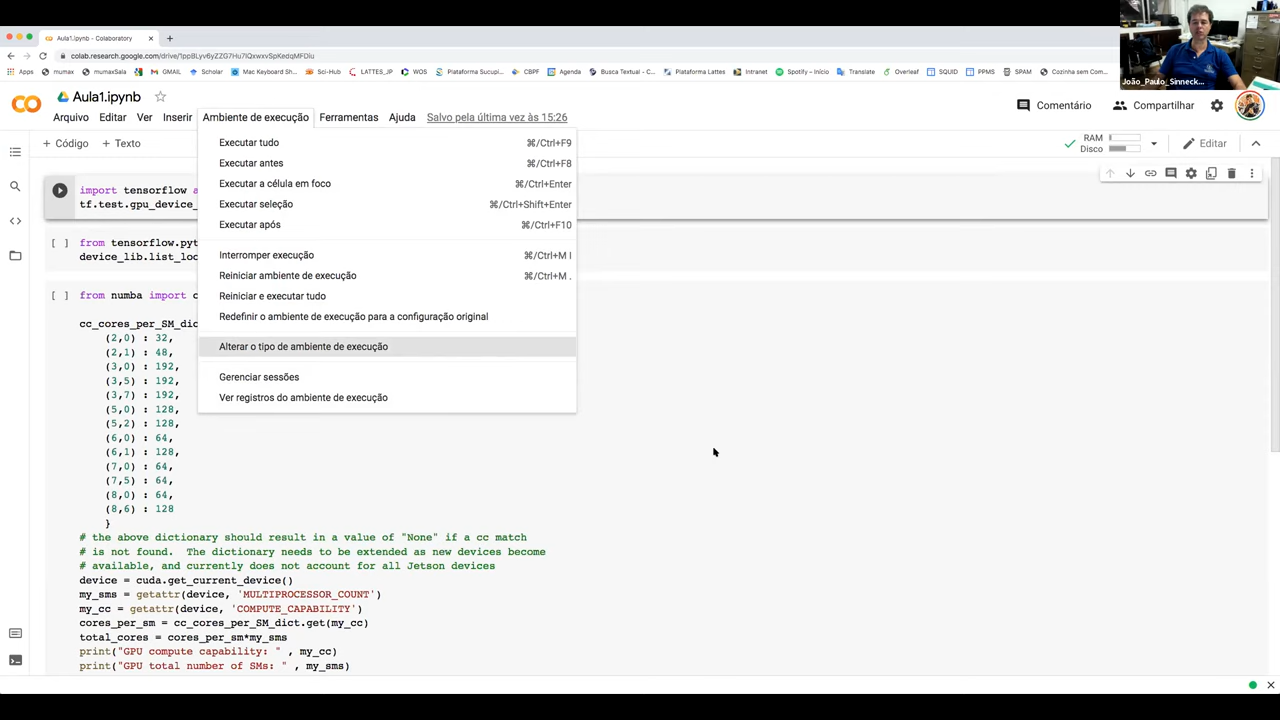 Aula1.ipynb - Colaboratory
colab.research.google.com/drive/1ppBLyv6yZZG7Hu7IQxwxvSpKedqMFDiu
Apps mumax mumaxSala GMAIL Scholar Mac Keyboard Sh... Sci-Hub LATTES_JP WOS Plataforma Sucupi... CBPF Agenda Busca Textual - C... Plataforma Lattes Intranet Spotify – Início Translate Overleaf SQUID PPMS SPAM Cozinha sem Com...
João_Paulo_Sinneck...
Aula1.ipynb
Comentário Compartilhar
Arquivo Editar Ver Inserir Ambiente de execução Ferramentas Ajuda Salvo pela última vez às 15:26
+ Código + Texto
RAM
Disco
Editar
Executar tudo ⌘/Ctrl+F9
Executar antes ⌘/Ctrl+F8
Executar a célula em foco ⌘/Ctrl+Enter
Executar seleção ⌘/Ctrl+Shift+Enter
Executar após ⌘/Ctrl+F10
Interromper execução ⌘/Ctrl+M I
Reiniciar ambiente de execução ⌘/Ctrl+M .
Reiniciar e executar tudo
Redefinir o ambiente de execução para a configuração original
Alterar o tipo de ambiente de execução
Gerenciar sessões
Ver registros do ambiente de execução
import tensorflow a
tf.test.gpu_device_
[ ] from tensorflow.pyt
device_lib.list_loc
[ ] from numba import c
cc_cores_per_SM_dic
(2,0) : 32,
(2,1) : 48,
(3,0) : 192,
(3,5) : 192,
(3,7) : 192,
(5,0) : 128,
(5,2) : 128,
(6,0) : 64,
(6,1) : 128,
(7,0) : 64,
(7,5) : 64,
(8,0) : 64,
(8,6) : 128
}
# the above dictionary should result in a value of "None" if a cc match
# is not found.  The dictionary needs to be extended as new devices become
# available, and currently does not account for all Jetson devices
device = cuda.get_current_device()
my_sms = getattr(device, 'MULTIPROCESSOR_COUNT')
my_cc = getattr(device, 'COMPUTE_CAPABILITY')
cores_per_sm = cc_cores_per_SM_dict.get(my_cc)
total_cores = cores_per_sm*my_sms
print("GPU compute capability: " , my_cc)
print("GPU total number of SMs: " , my_sms)